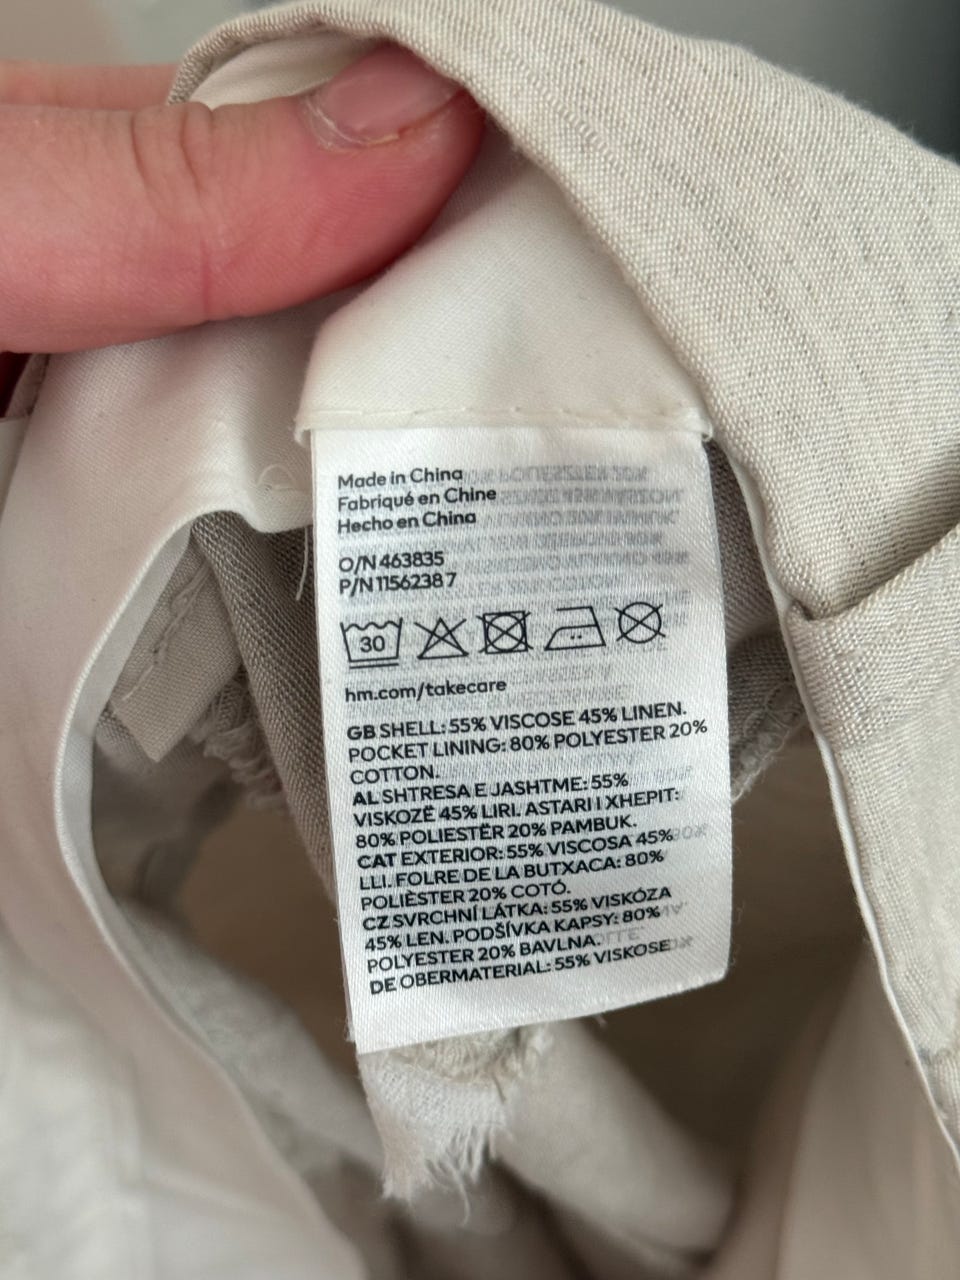 Made in China
Fabriqué en Chine
Hecho en China
O/N 463835
P/N 11562387
30
hm.com/takecare
GB SHELL: 55% VISCOSE 45% LINEN.
POCKET LINING: 80% POLYESTER 20%
COTTON.
AL SHTRESA E JASHTME: 55%
VISKOZË 45% LIRI. ASTARI I XHEPIT:
80% POLIESTËR 20% PAMBUK.
CAT EXTERIOR: 55% VISCOSA 45%
LLI. FOLRE DE LA BUTXACA: 80%
POLIÈSTER 20% COTÓ.
CZ SVRCHNÍ LÁTKA: 55% VISKÓZA
45% LEN. PODŠÍVKA KAPSY: 80%
POLYESTER 20% BAVLNA.
DE OBERMATERIAL: 55% VISKOSE